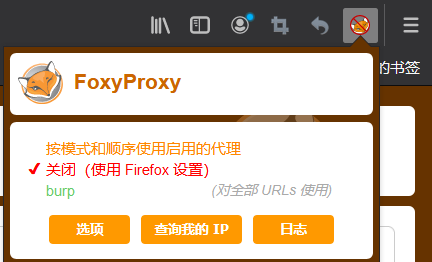 的书签
FoxyProxy
按模式和顺序使用启用的代理
✔ 关闭（使用 Firefox 设置）
burp (对全部 URLs 使用)
选项 查询我的 IP 日志